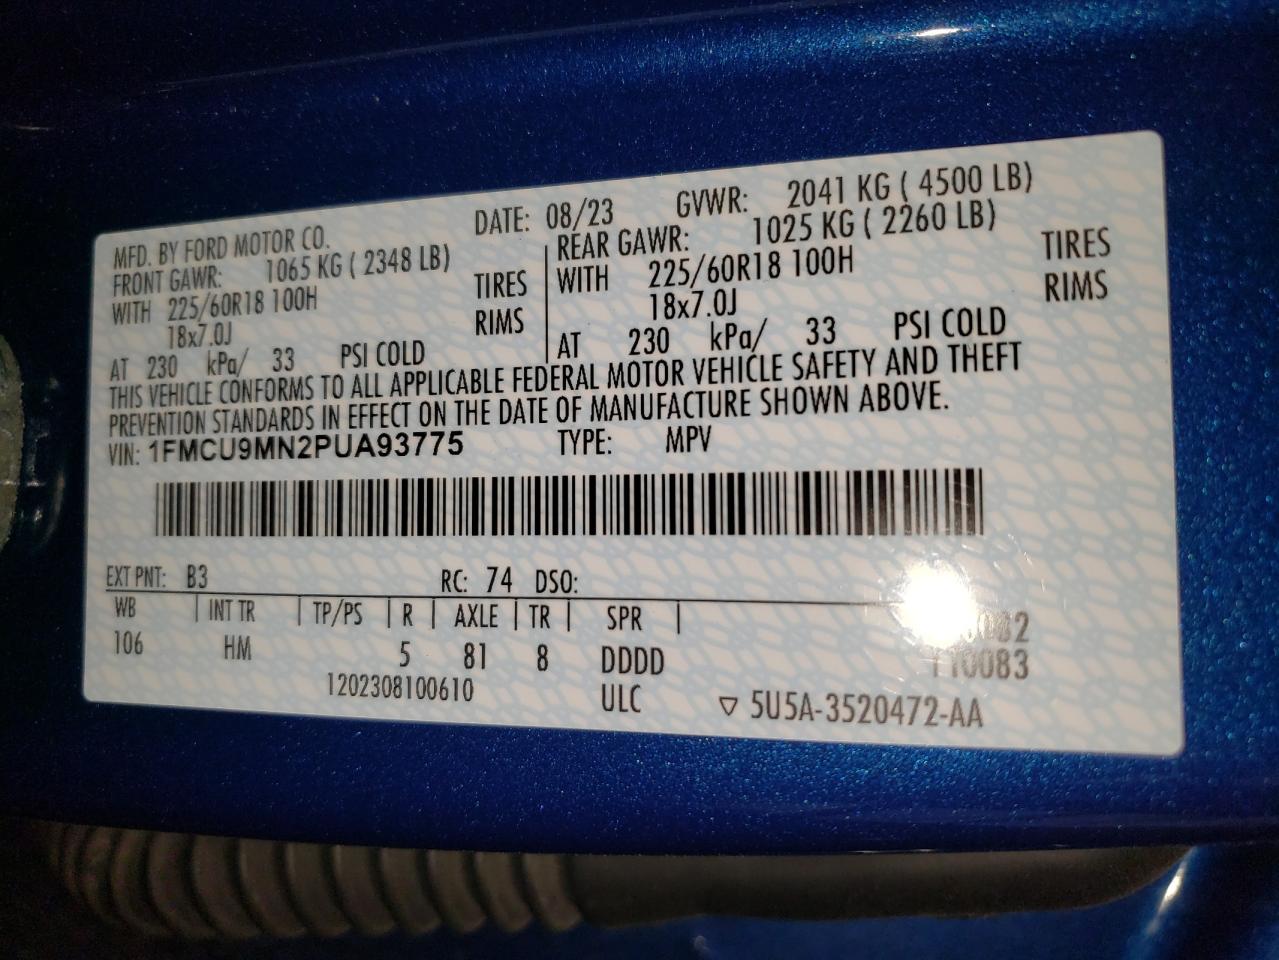 MFD. BY FORD MOTOR CO. DATE: 08/23 GVWR: 2041 KG ( 4500 LB)
FRONT GAWR: 1065 KG ( 2348 LB)
WITH 225/60R18 100H TIRES
18x7.0J RIMS
AT 230 kPa/ 33 PSI COLD
REAR GAWR: 1025 KG ( 2260 LB)
WITH 225/60R18 100H TIRES
18x7.0J RIMS
AT 230 kPa/ 33 PSI COLD
THIS VEHICLE CONFORMS TO ALL APPLICABLE FEDERAL MOTOR VEHICLE SAFETY AND THEFT
PREVENTION STANDARDS IN EFFECT ON THE DATE OF MANUFACTURE SHOWN ABOVE.
VIN: 1FMCU9MN2PUA93775 TYPE: MPV
EXT PNT: B3 RC: 74 DSO:
WB INT TR TP/PS R AXLE TR SPR
106 HM 5 81 8 DDDD
110083
1202308100610 ULC ▽ 5U5A-3520472-AA